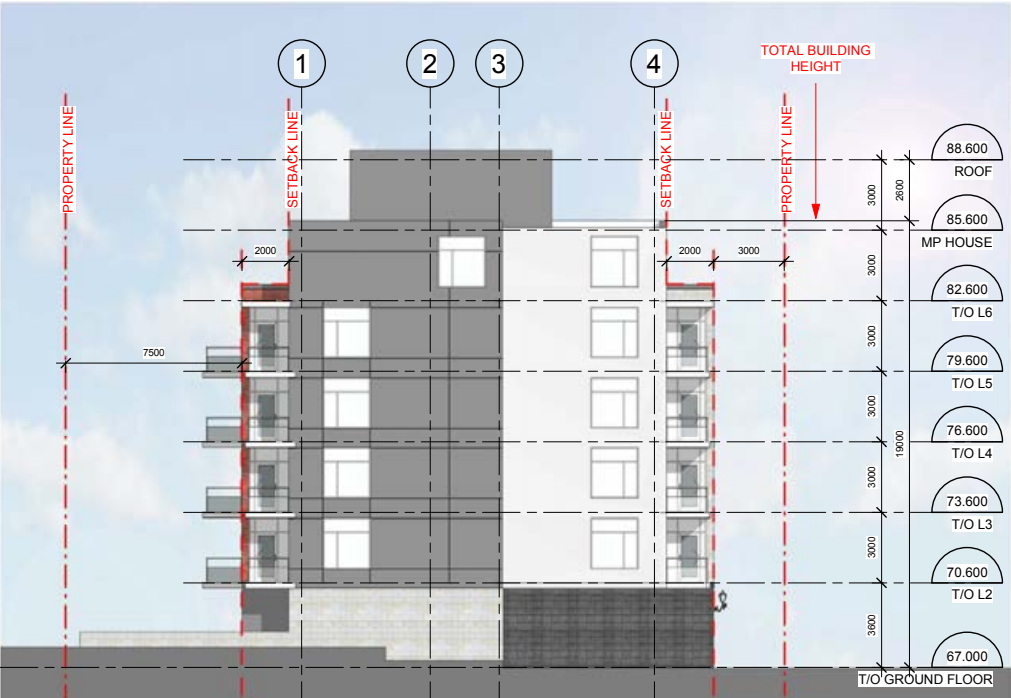 1
2
3
4
TOTAL BUILDING
HEIGHT
PROPERTY LINE
SETBACK LINE
SETBACK LINE
PROPERTY LINE
88.600
ROOF
3000
2600
85.600
MP HOUSE
2000
2000
3000
3000
82.600
T/O L6
7500
3000
79.600
T/O L5
3000
76.600
T/O L4
19000
3000
73.600
T/O L3
3000
70.600
T/O L2
3600
67.000
T/O GROUND FLOOR